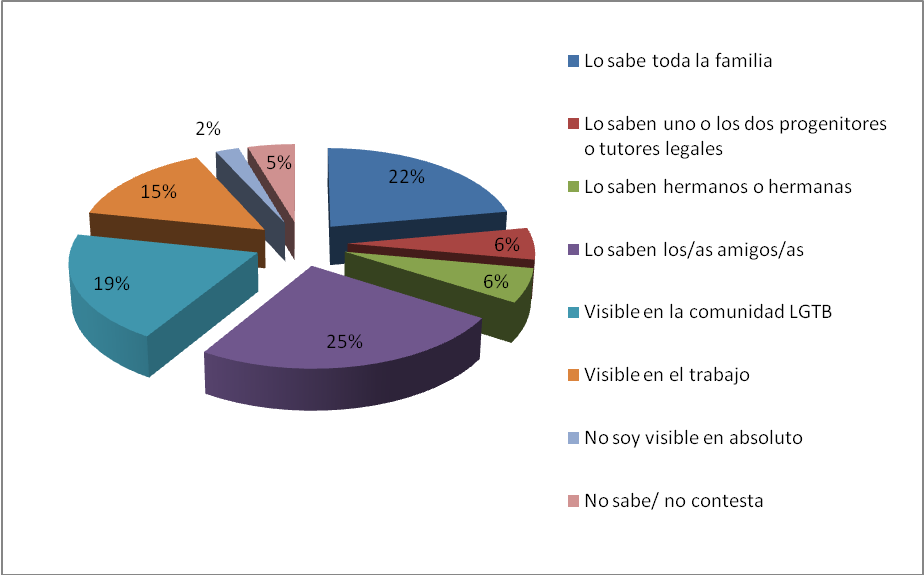 2%
5%
22%
15%
6%
6%
19%
25%
Lo sabe toda la familia
Lo saben uno o los dos progenitores
o tutores legales
Lo saben hermanos o hermanas
Lo saben los/as amigos/as
Visible en la comunidad LGTB
Visible en el trabajo
No soy visible en absoluto
No sabe/ no contesta